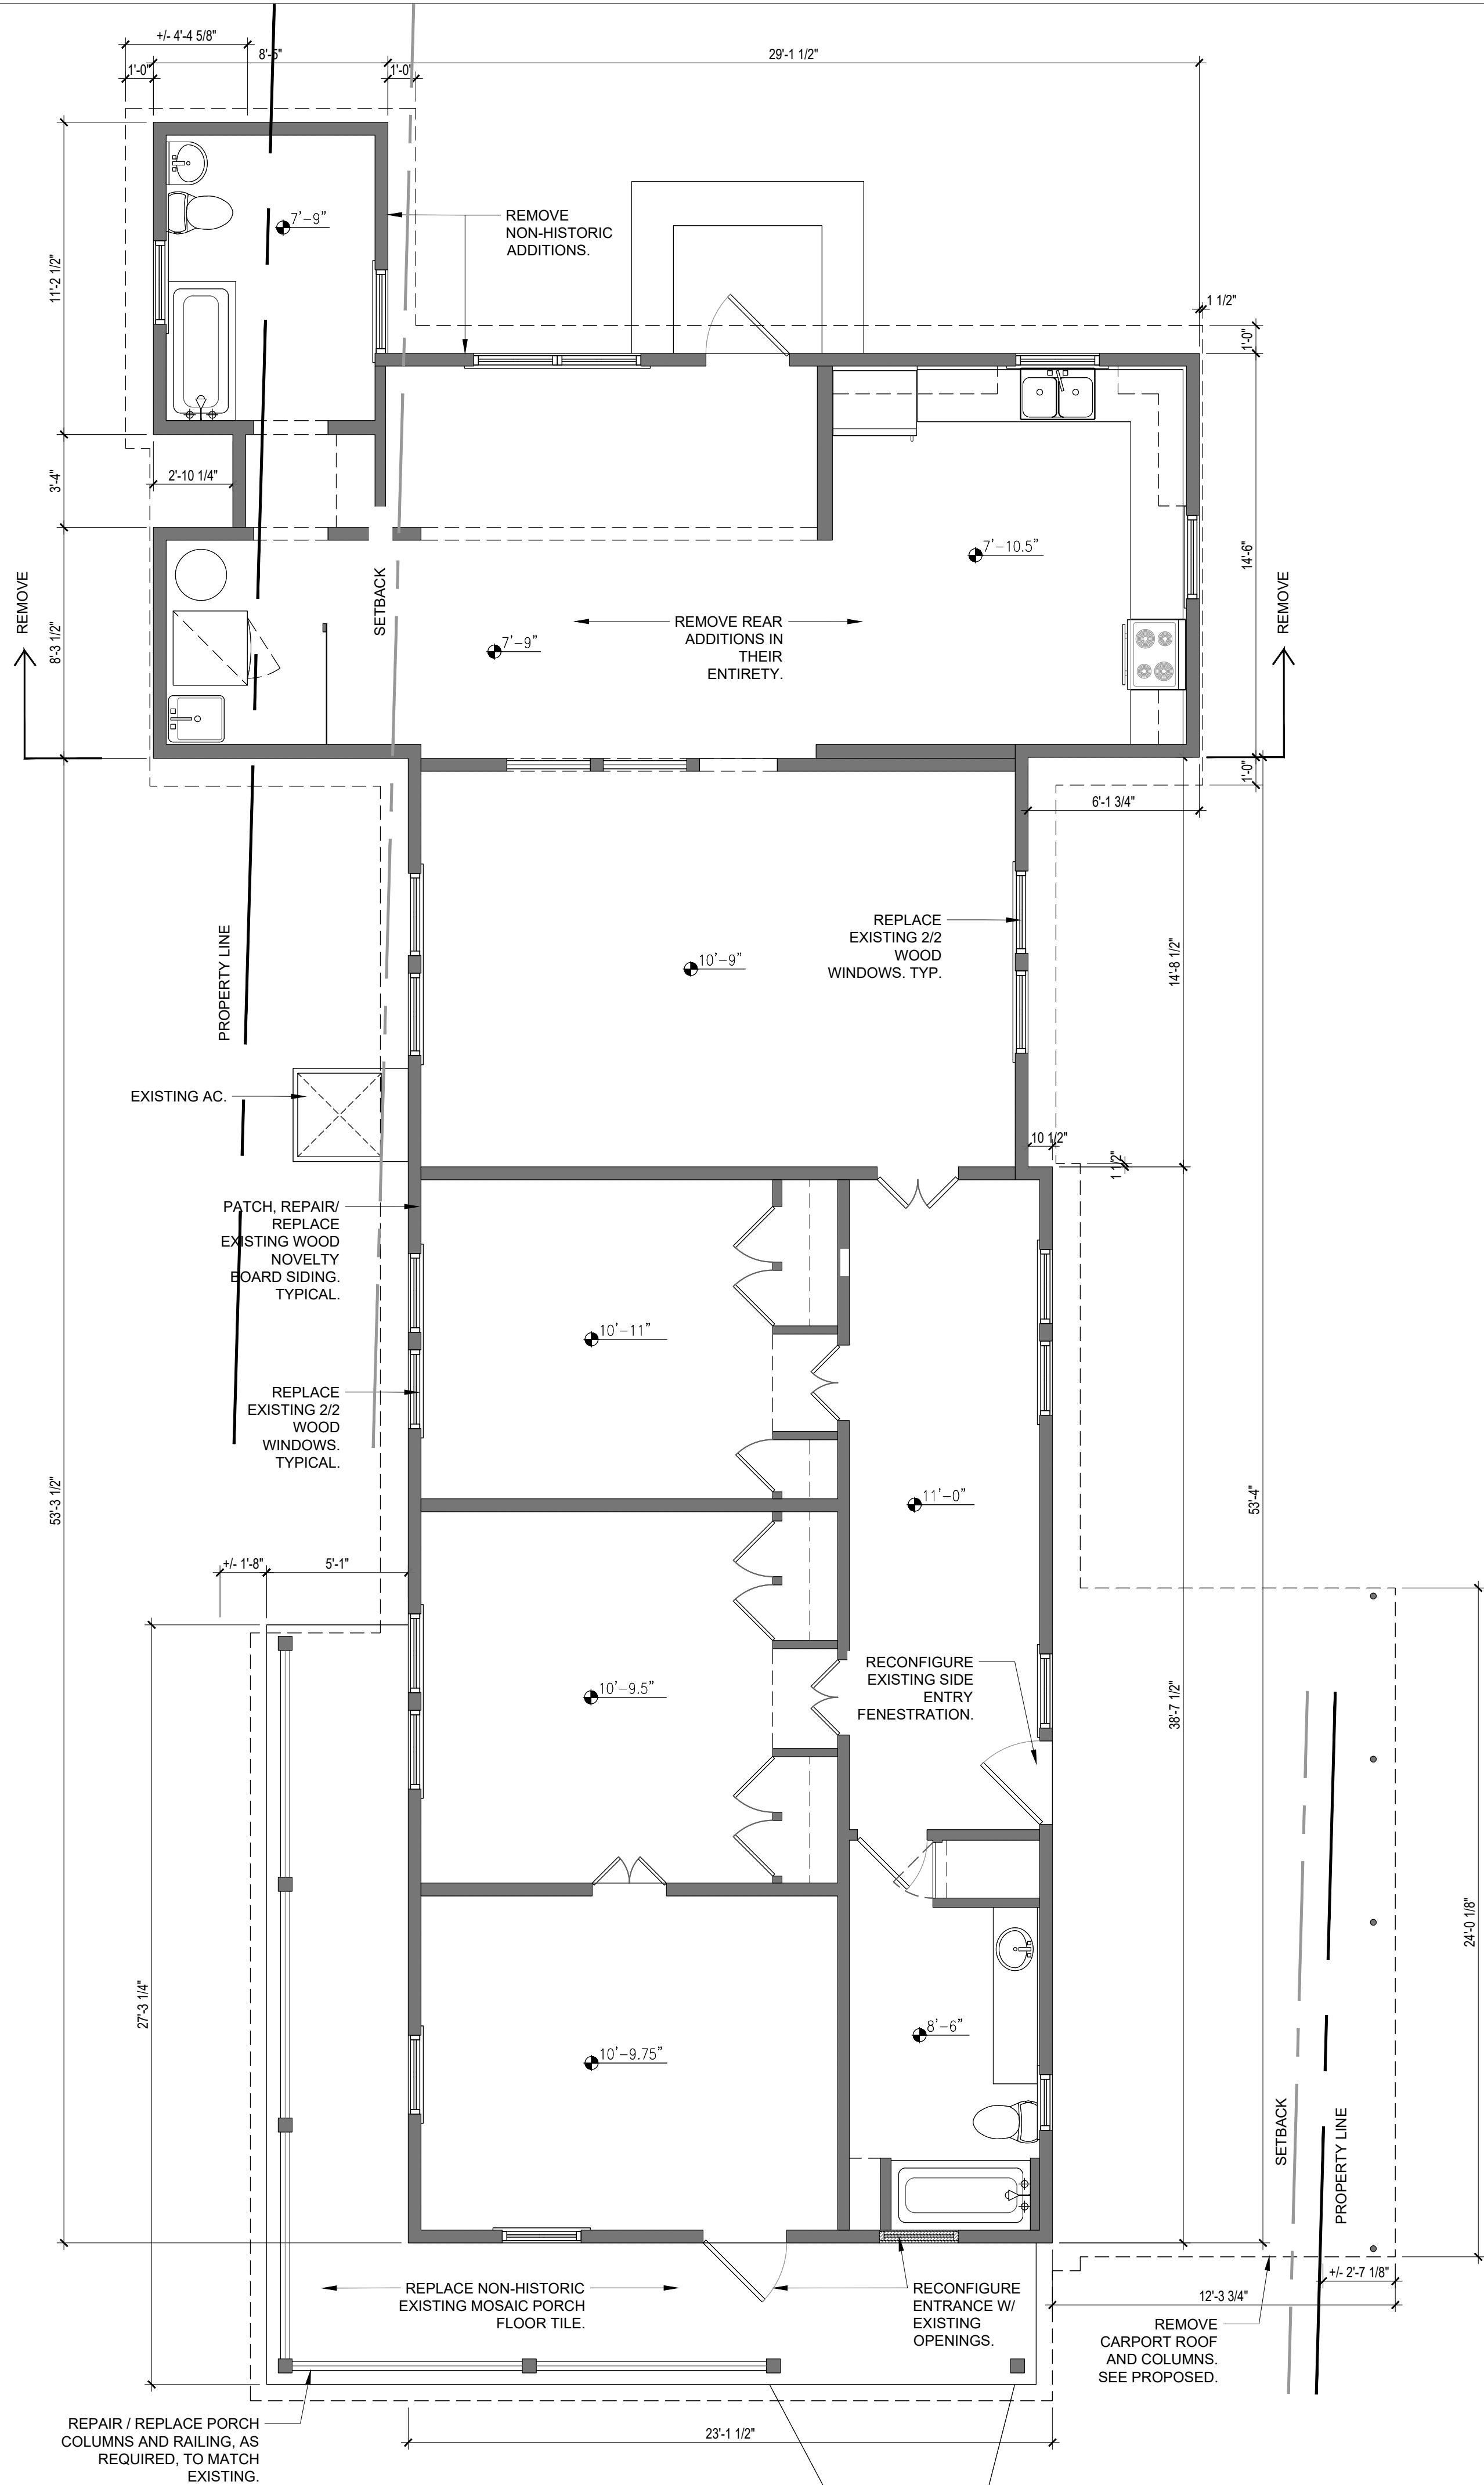 +/- 4'-4 5/8"
8'-5"
29'-1 1/2"
1'-0"
1'-0"
7'-9"
REMOVE
NON-HISTORIC
ADDITIONS.
11'-2 1/2"
1 1/2"
1'-0"
3'-4"
2'-10 1/4"
REMOVE
8'-3 1/2"
SETBACK
7'-9"
REMOVE REAR
ADDITIONS IN
THEIR
ENTIRETY.
7'-10.5"
14'-6"
REMOVE
1'-0"
6'-1 3/4"
PROPERTY LINE
10'-9"
REPLACE
EXISTING 2/2
WOOD
WINDOWS. TYP.
14'-8 1/2"
EXISTING AC.
10 1/2"
1 1/2"
PATCH, REPAIR/
REPLACE
EXISTING WOOD
NOVELTY
BOARD SIDING.
TYPICAL.
10'-11"
REPLACE
EXISTING 2/2
WOOD
WINDOWS.
TYPICAL.
53'-3 1/2"
11'-0"
53'-4"
+/- 1'-8"
5'-1"
10'-9.5"
RECONFIGURE
EXISTING SIDE
ENTRY
FENESTRATION.
38'-7 1/2"
24'-0 1/8"
27'-3 1/4"
10'-9.75"
8'-6"
SETBACK
PROPERTY LINE
REPLACE NON-HISTORIC
EXISTING MOSAIC PORCH
FLOOR TILE.
RECONFIGURE
ENTRANCE W/
EXISTING
OPENINGS.
+/- 2'-7 1/8"
12'-3 3/4"
REMOVE
CARPORT ROOF
AND COLUMNS.
SEE PROPOSED.
REPAIR / REPLACE PORCH
COLUMNS AND RAILING, AS
REQUIRED, TO MATCH
EXISTING.
23'-1 1/2"